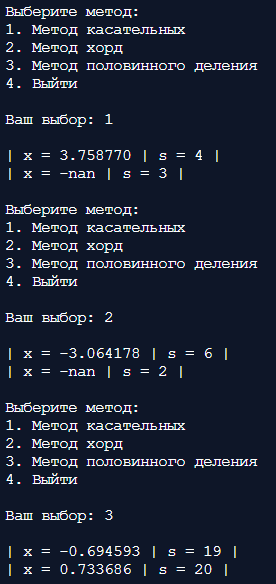 Выберите метод:
1. Метод касательных
2. Метод хорд
3. Метод половинного деления
4. Выйти
Ваш выбор: 1
| x = 3.758770 | s = 4 |
| x = -nan | s = 3 |
Выберите метод:
1. Метод касательных
2. Метод хорд
3. Метод половинного деления
4. Выйти
Ваш выбор: 2
| x = -3.064178 | s = 6 |
| x = -nan | s = 2 |
Выберите метод:
1. Метод касательных
2. Метод хорд
3. Метод половинного деления
4. Выйти
Ваш выбор: 3
| x = -0.694593 | s = 19 |
| x = 0.733686 | s = 20 |